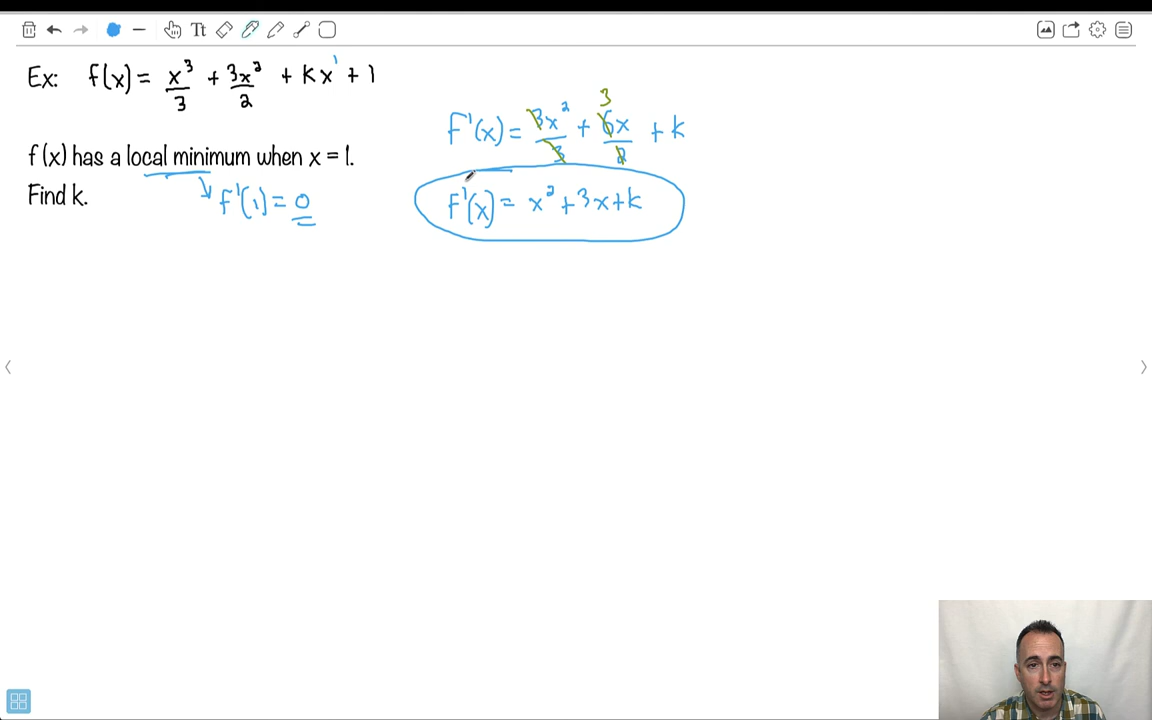 Tt
Ex: f(x) = x³/3 + 3x²/2 + kx¹ + 1
f'(x) = 3x²/3 + 6x/2 + k
3
f(x) has a local minimum when x = 1.
Find k.
f'(1) = 0
f'(x) = x² + 3x + k